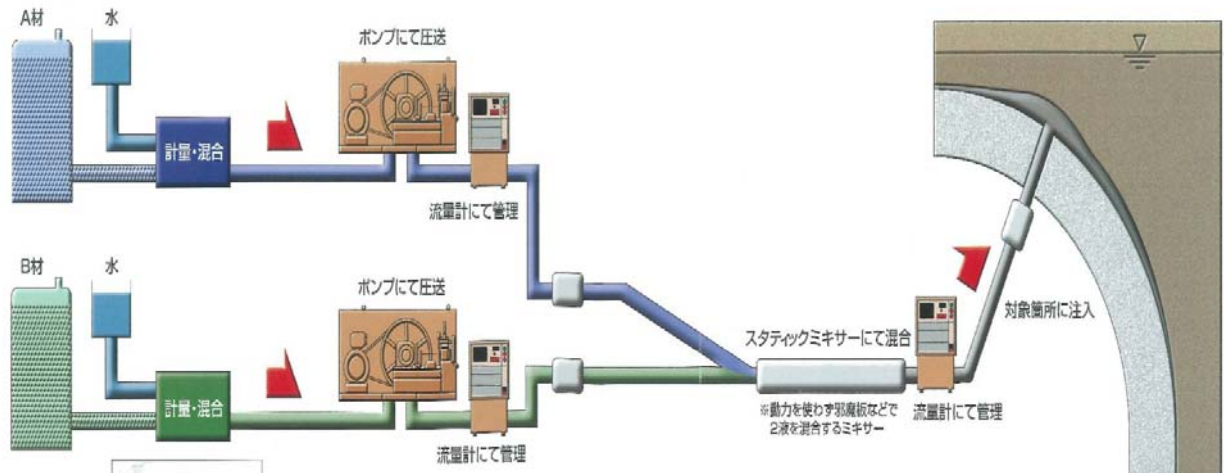 A材
水
計量・混合
ポンプにて圧送
流量計にて管理
B材
水
計量・混合
ポンプにて圧送
流量計にて管理
スタティックミキサーにて混合
※動力を使わず邪魔板などで
2液を混合するミキサー
流量計にて管理
対象箇所に注入